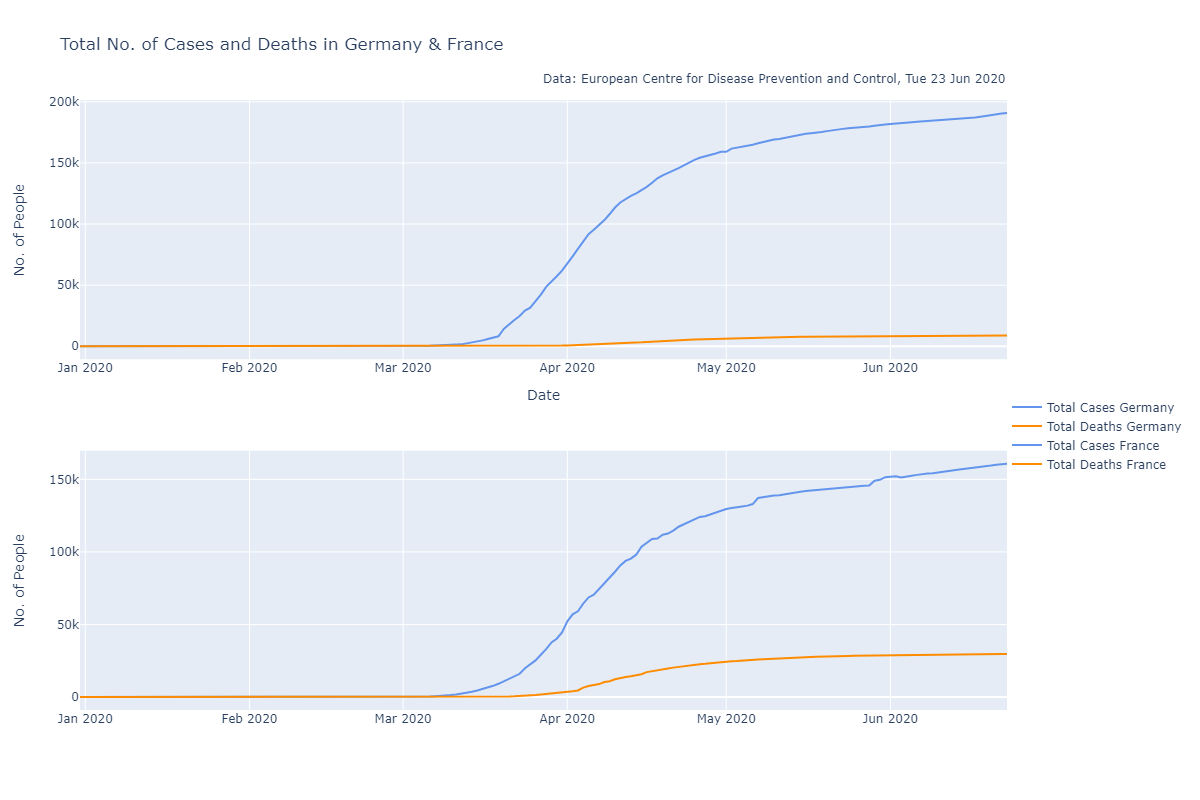 Total No. of Cases and Deaths in Germany & France
Data: European Centre for Disease Prevention and Control, Tue 23 Jun 2020
200k
150k
100k
50k
0
No. of People
Jan 2020 Feb 2020 Mar 2020 Apr 2020 May 2020 Jun 2020
Date
Total Cases Germany
Total Deaths Germany
Total Cases France
Total Deaths France
150k
100k
50k
0
No. of People
Jan 2020 Feb 2020 Mar 2020 Apr 2020 May 2020 Jun 2020